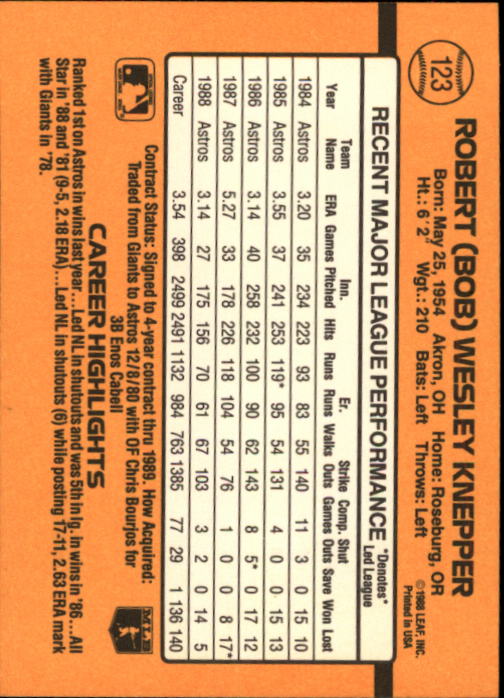 123
ROBERT (BOB) WESLEY KNEPPER
Born: May 25, 1954 Akron, OH Home: Roseburg, OR
Ht.: 6'2" Wgt.: 210 Bats: Left Throws: Left
©1988 LEAF, INC.
Printed in USA
RECENT MAJOR LEAGUE PERFORMANCE
*Denotes*
Led League
Year Team Name ERA Games Inn. Pitched Hits Runs Er. Runs Walks Strike Outs Comp. Games Shut Outs Save Won Lost
1984 Astros 3.20 35 234 223 93 83 55 140 11 3 0 15 10
1985 Astros 3.55 37 241 253 119* 95 54 131 4 0 0 15 13
1986 Astros 3.14 40 258 232 100 90 62 143 8 5* 0 17 12
1987 Astros 5.27 33 178 226 118 104 54 76 1 0 0 8 17*
1988 Astros 3.14 27 175 156 70 61 67 103 3 2 0 14 5
Career 3.54 398 2499 2491 1132 984 763 1385 77 29 1 136 140
Contract Status: Signed to 4-year contract thru 1989. How Acquired:
Traded from Giants to Astros 12/8/80 with OF Chris Bourjos for
3B Enos Cabell
MLB
CAREER HIGHLIGHTS
Ranked 1st on Astros in wins last year...Led NL in shutouts and was 5th in lg. in wins in '86...All
Star in '88 and '81 (9-5, 2.18 ERA)...Led NL in shutouts (6) while posting 17-11, 2.63 ERA mark
with Giants in '78.